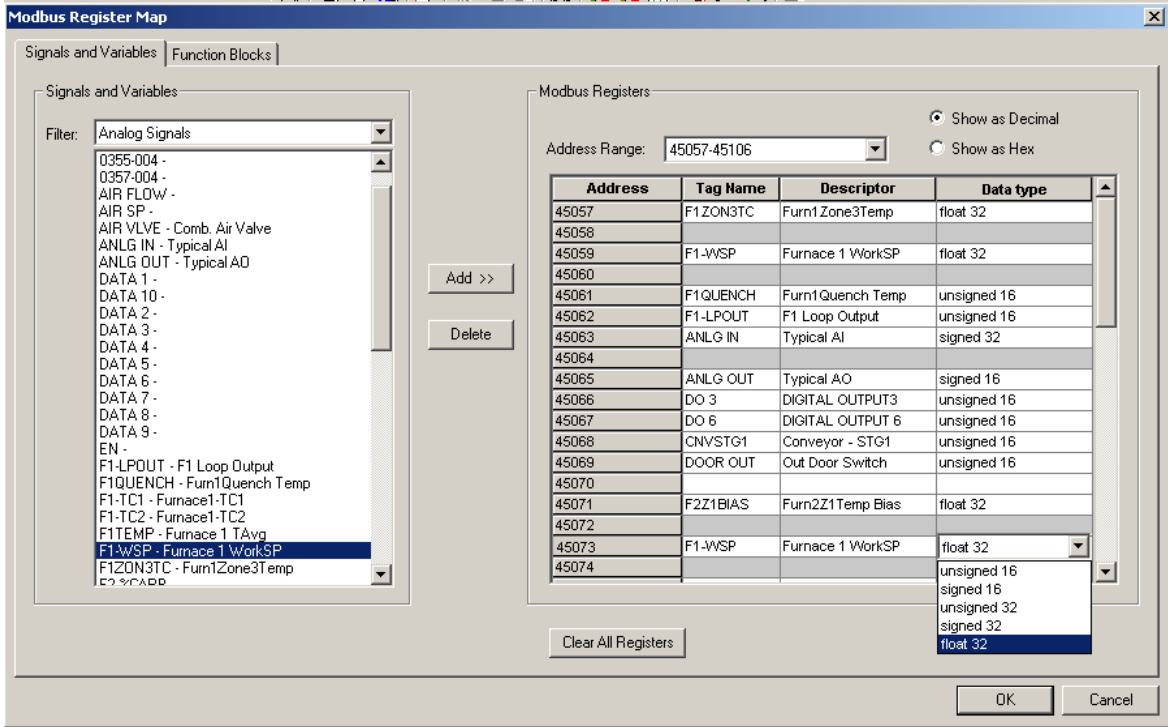 Modbus Register Map
Signals and Variables
Function Blocks
Signals and Variables
Filter: Analog Signals
0355-004 -
0357-004 -
AIR FLOW -
AIR SP -
AIR VLVE - Comb. Air Valve
ANLG IN - Typical AI
ANLG OUT - Typical AO
DATA 1 -
DATA 10 -
DATA 2 -
DATA 3 -
DATA 4 -
DATA 5 -
DATA 6 -
DATA 7 -
DATA 8 -
DATA 9 -
EN -
F1-LPOUT - F1 Loop Output
F1QUENCH - Furn1Quench Temp
F1-TC1 - Furnace1-TC1
F1-TC2 - Furnace1-TC2
F1TEMP - Furnace 1 TAvg
F1-WSP - Furnace 1 WorkSP
F1ZON3TC - Furn1Zone3Temp
F2 %CARB
Add >>
Delete
Modbus Registers
Show as Decimal
Address Range: 45057-45106
Show as Hex
Address Tag Name Descriptor Data type
45057 F1ZON3TC Furn1Zone3Temp float 32
45058
45059 F1-WSP Furnace 1 WorkSP float 32
45060
45061 F1QUENCH Furn1Quench Temp unsigned 16
45062 F1-LPOUT F1 Loop Output unsigned 16
45063 ANLG IN Typical AI signed 32
45064
45065 ANLG OUT Typical AO signed 16
45066 DO 3 DIGITAL OUTPUT3 unsigned 16
45067 DO 6 DIGITAL OUTPUT 6 unsigned 16
45068 CNVSTG1 Conveyor - STG1 unsigned 16
45069 DOOR OUT Out Door Switch unsigned 16
45070
45071 F2Z1BIAS Furn2Z1Temp Bias float 32
45072
45073 F1-WSP Furnace 1 WorkSP float 32
45074
unsigned 16
signed 16
unsigned 32
signed 32
float 32
Clear All Registers
OK
Cancel